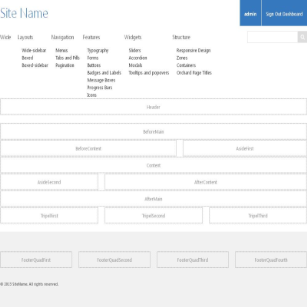 Site Name
admin Sign Out Dashboard
Wide Layouts Navigation Features Widgets Structure
Wide-sidebar Menus Typography Sliders Responsive Design
Boxed Tabs and Pills Forms Accordion Zones
Boxed-sidebar Pagination Buttons Modals Containers
Badges and Labels Tooltips and popovers Orchard Page Titles
Message Boxes
Progress Bars
Icons
Header
BeforeMain
BeforeContent AsideFirst
Content
AsideSecond AfterContent
AfterMain
TripelFirst TripelSecond TripelThird
FooterQuadFirst FooterQuadSecond FooterQuadThird FooterQuadFourth
All rights reserved.